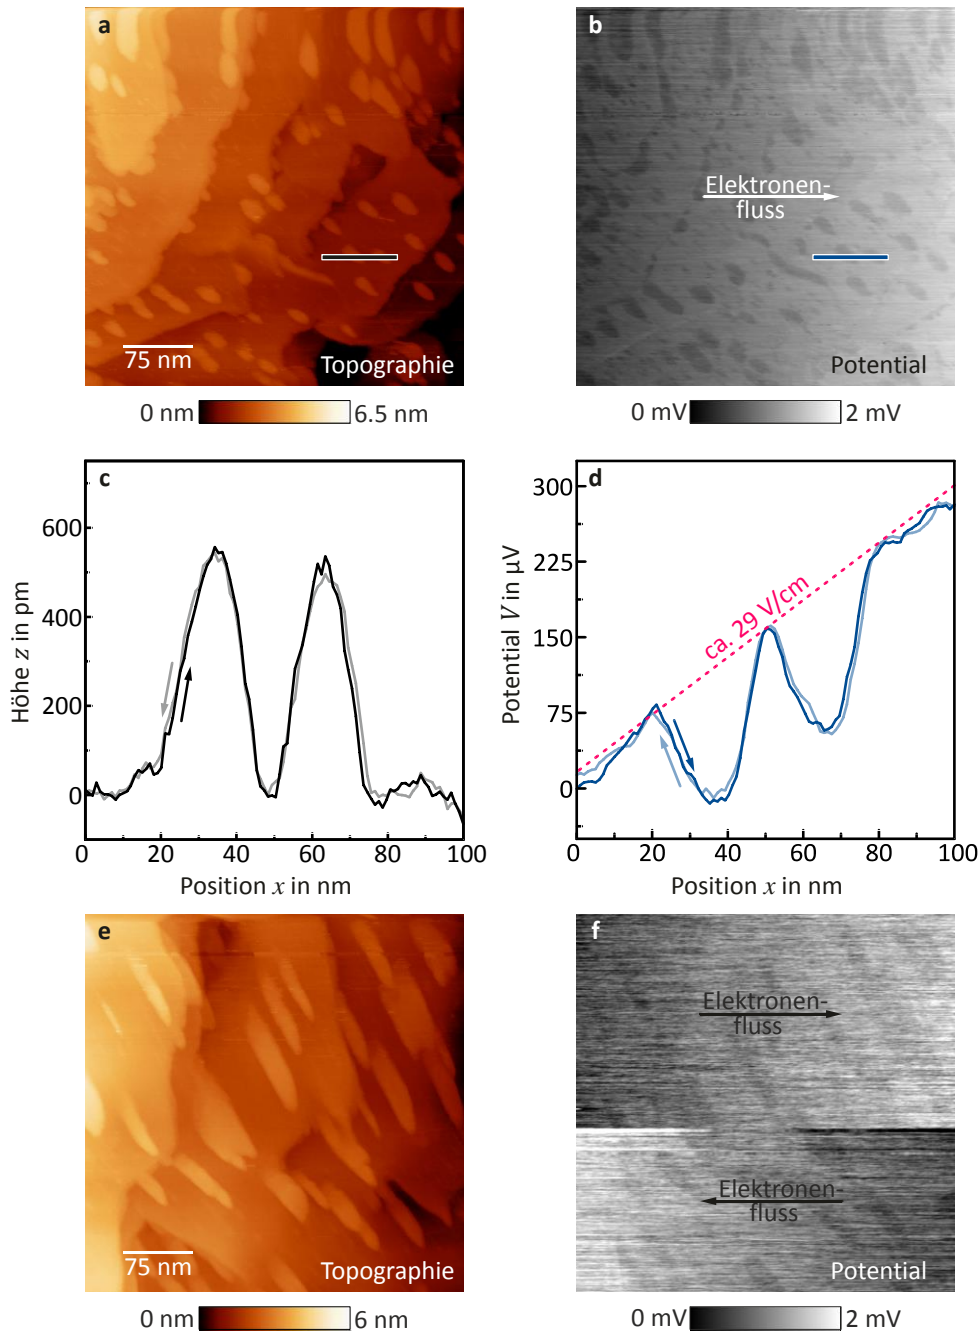 a
75 nm
Topographie
0 nm
6.5 nm
b
Elektronen-
fluss
Potential
0 mV
2 mV
c
Höhe z in pm
600
400
200
0
0
20
40
60
80
100
Position x in nm
d
Potential V in µV
300
225
150
75
0
ca. 29 V/cm
0
20
40
60
80
100
Position x in nm
e
75 nm
Topographie
0 nm
6 nm
f
Elektronen-
fluss
Elektronen
fluss
Potential
0 mV
2 mV